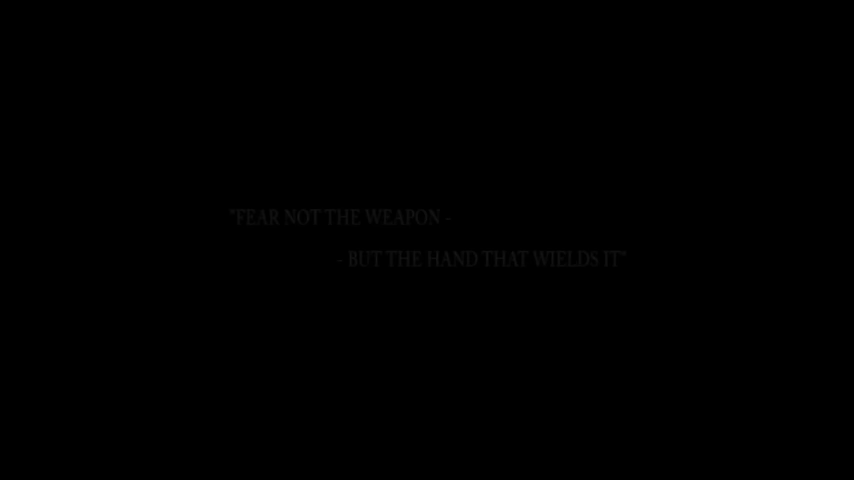 "FEAR NOT THE WEAPON -
- BUT THE HAND THAT WIELDS IT"